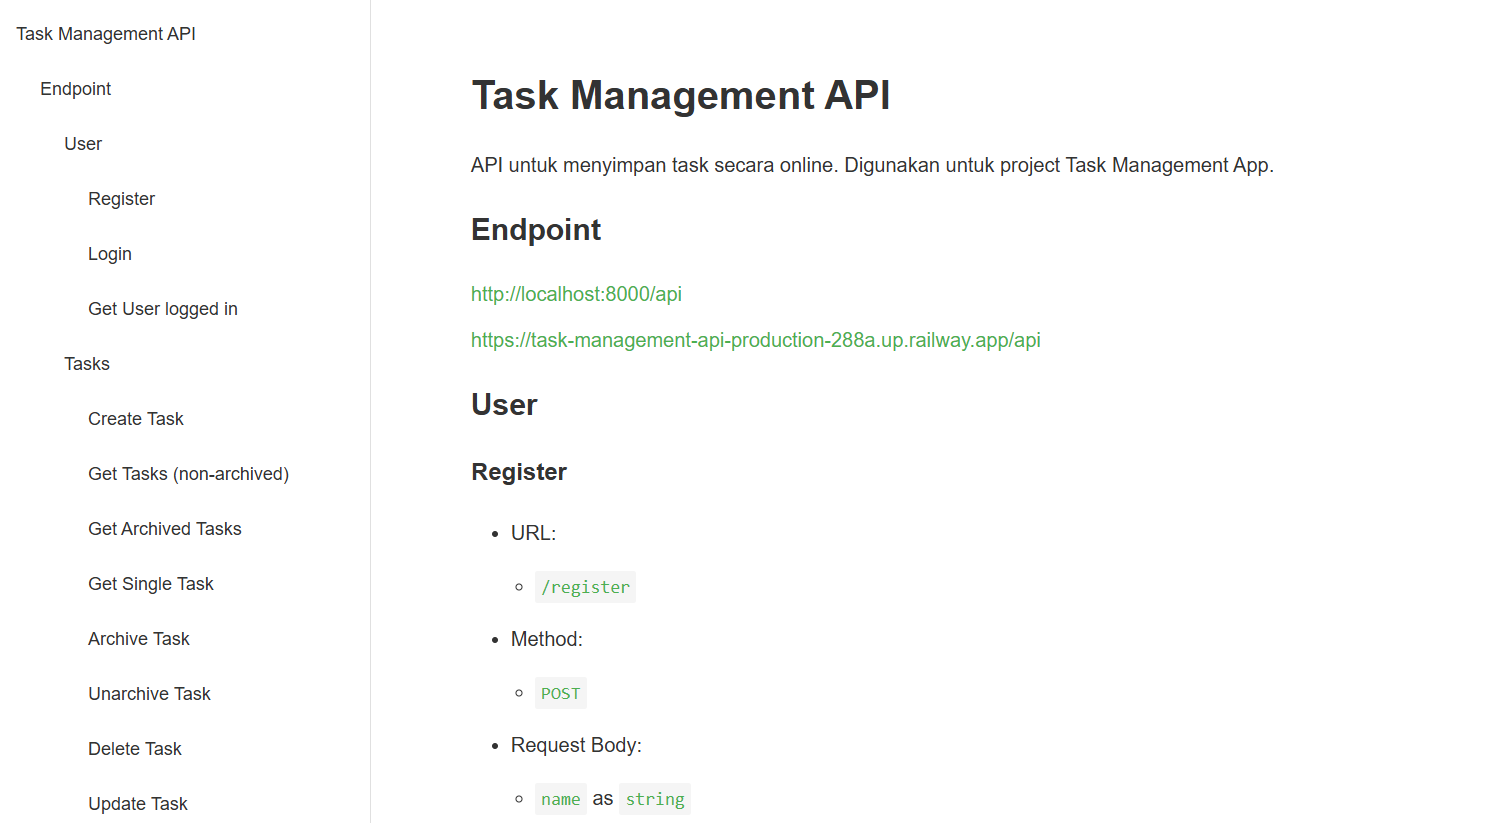 Task Management API
Endpoint
User
Register
Login
Get User logged in
Tasks
Create Task
Get Tasks (non-archived)
Get Archived Tasks
Get Single Task
Archive Task
Unarchive Task
Delete Task
Update Task
Task Management API
API untuk menyimpan task secara online. Digunakan untuk project Task Management App.
Endpoint
http://localhost:8000/api
https://task-management-api-production-288a.up.railway.app/api
User
Register
URL:
/register
Method:
POST
Request Body:
name as string